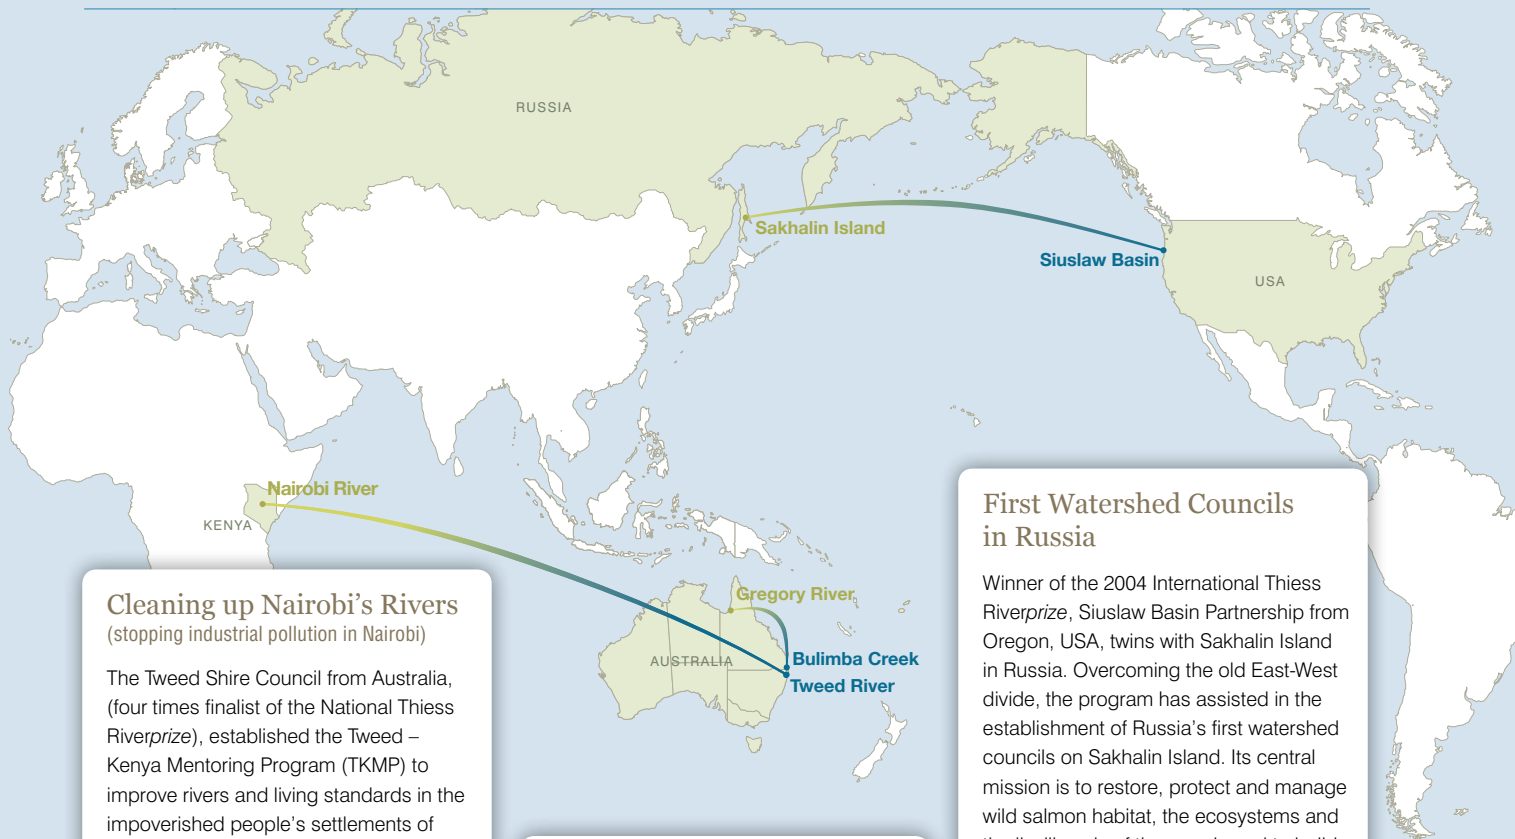 RUSSIA
Sakhalin Island
Siuslaw Basin
USA
Nairobi River
KENYA
Gregory River
AUSTRALIA
Bulimba Creek
Tweed River
Cleaning up Nairobi’s Rivers
(stopping industrial pollution in Nairobi)
The Tweed Shire Council from Australia,
(four times finalist of the National Thiess
Riverprize), established the Tweed –
Kenya Mentoring Program (TKMP) to
improve rivers and living standards in the
impoverished people’s settlements of
First Watershed Councils
in Russia
Winner of the 2004 International Thiess
Riverprize, Siuslaw Basin Partnership from
Oregon, USA, twins with Sakhalin Island
in Russia. Overcoming the old East-West
divide, the program has assisted in the
establishment of Russia’s first watershed
councils on Sakhalin Island. Its central
mission is to restore, protect and manage
wild salmon habitat, the ecosystems and